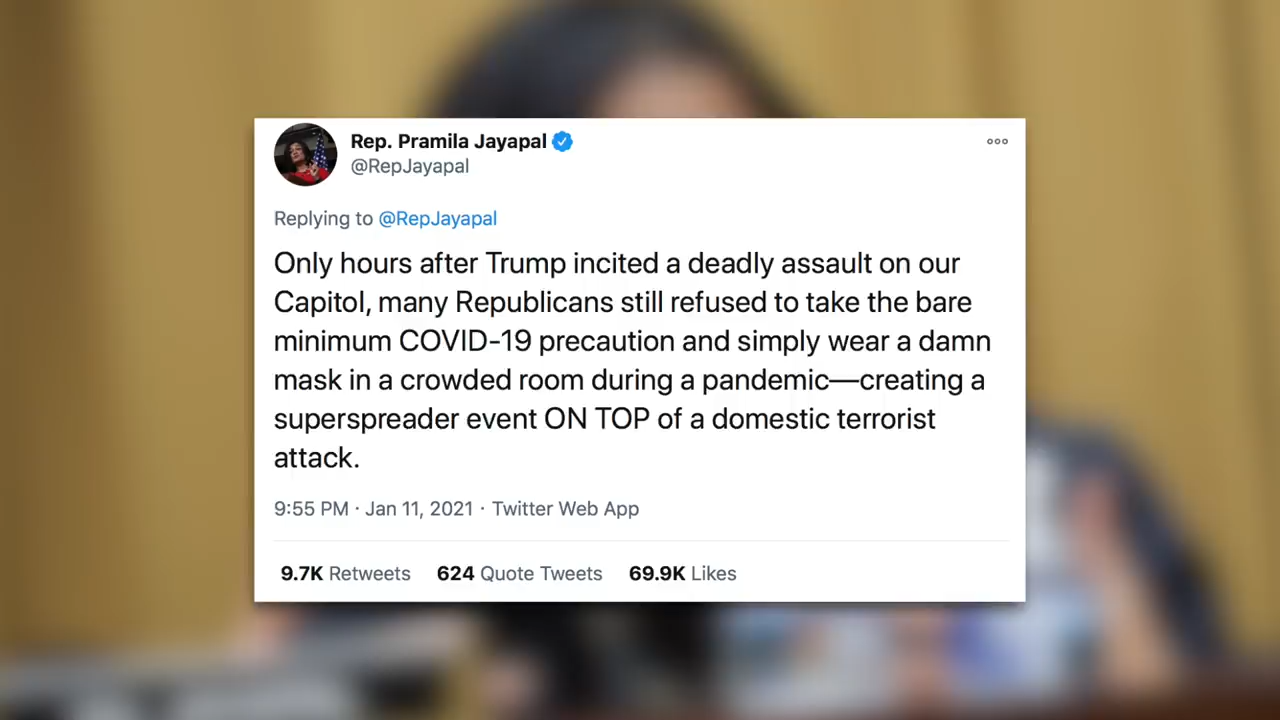 Rep. Pramila Jayapal
@RepJayapal
Replying to @RepJayapal
Only hours after Trump incited a deadly assault on our
Capitol, many Republicans still refused to take the bare
minimum COVID-19 precaution and simply wear a damn
mask in a crowded room during a pandemic—creating a
superspreader event ON TOP of a domestic terrorist
attack.
9:55 PM · Jan 11, 2021 · Twitter Web App
9.7K Retweets 624 Quote Tweets 69.9K Likes